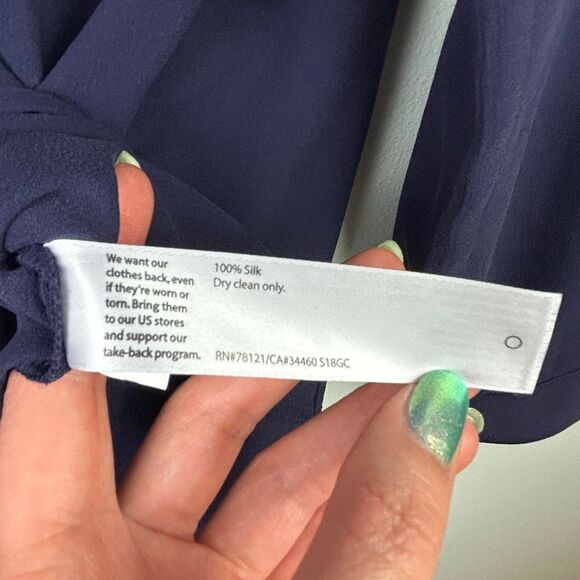 We want our
clothes back, even
if they're worn or
torn. Bring them
to our US stores
and support our
take-back program.
100% Silk
Dry clean only.
RN#78121/CA#34460 S18GC